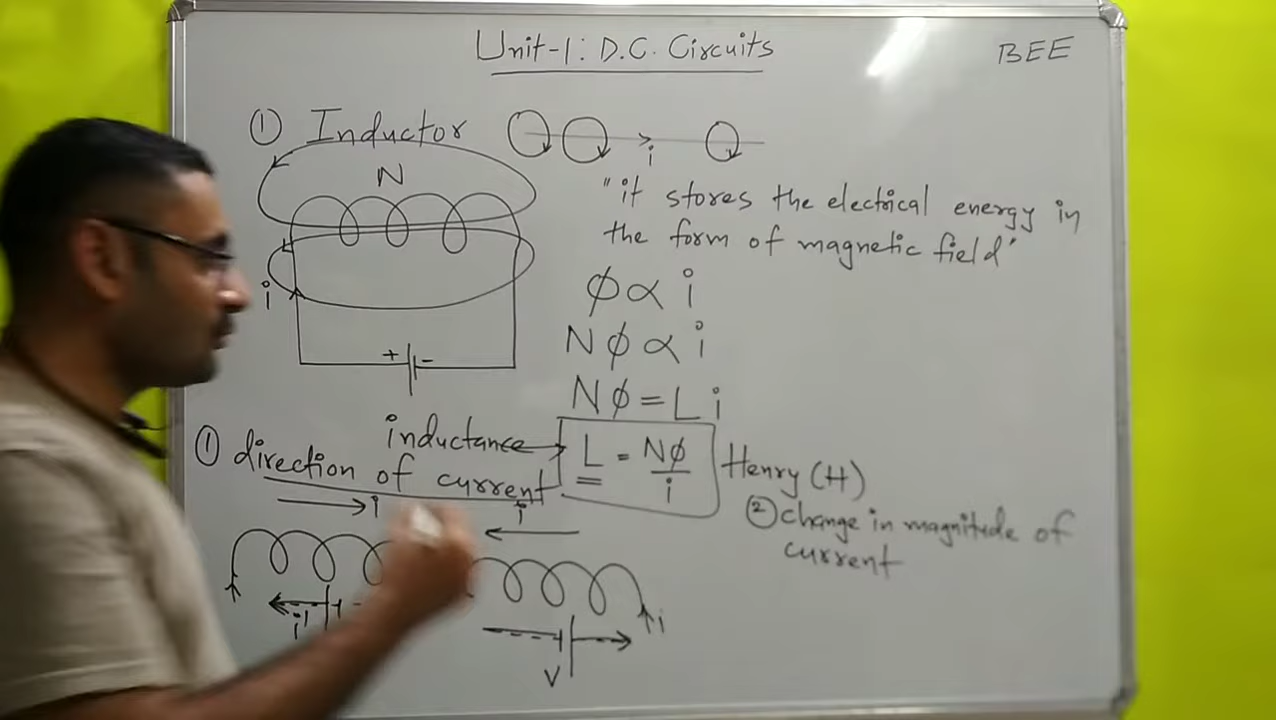 Unit-1: D.C. Circuits
BEE
① Inductor
i
N
"it stores the electrical energy in
the form of magnetic field"
i
+ -
φ ∝ i
Nφ ∝ i
Nφ = L i
inductance
L = Nφ/i
Henry (H)
① direction of current
② change in magnitude of
current
i
i
i'
+
i
V